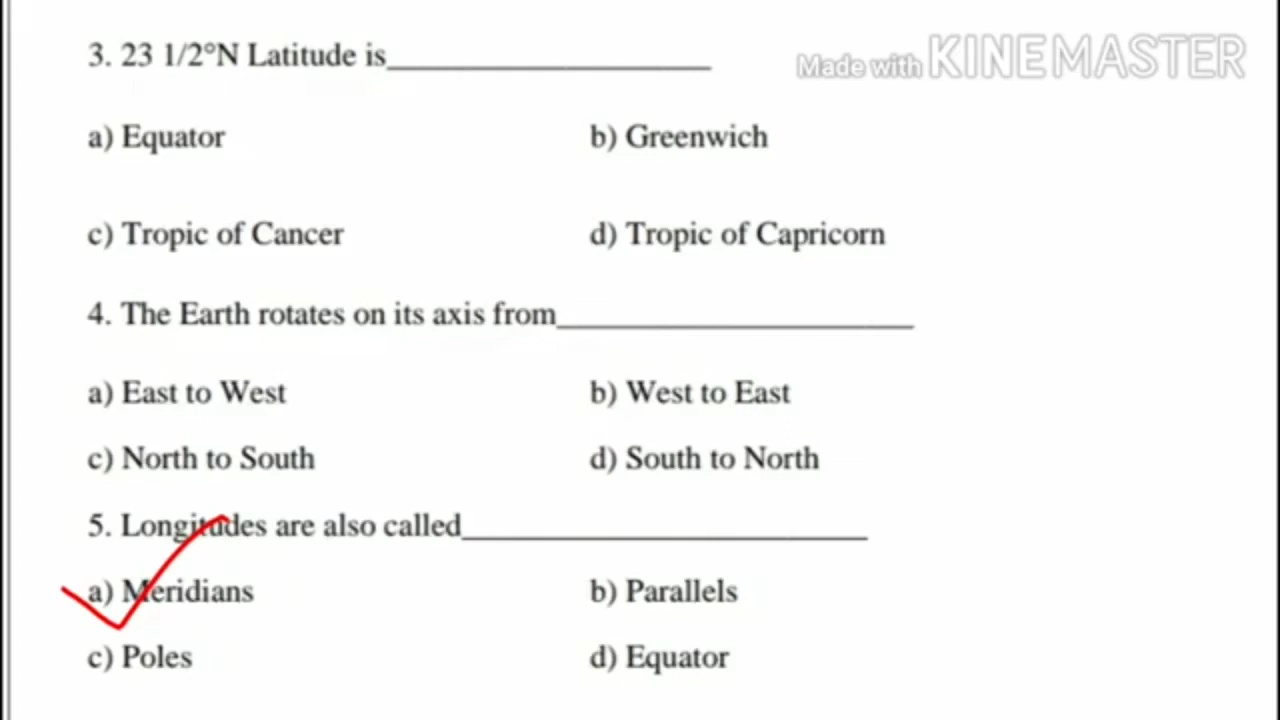 3. 23 1/2°N Latitude is____________________
Made with KINEMASTER
a) Equator b) Greenwich
c) Tropic of Cancer d) Tropic of Capricorn
4. The Earth rotates on its axis from______________________
a) East to West b) West to East
c) North to South d) South to North
5. Longitudes are also called_________________________
a) Meridians b) Parallels
c) Poles d) Equator